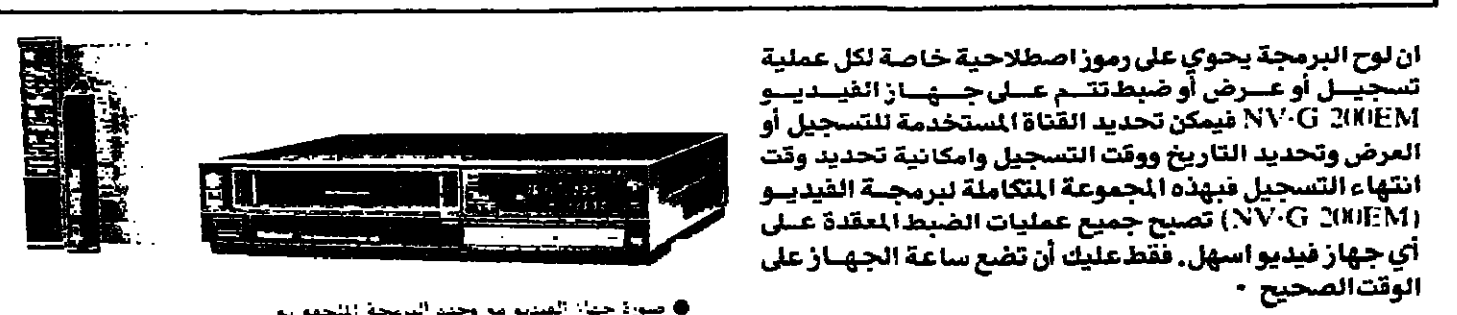 ان لوح البرمجة يحوي على رموز اصطلاحية خاصة لكل عملية
تسجيل أو عرض أو ضبط تتم على جهاز الفيديو
NV-G 200EM فيمكن تحديد القناة المستخدمة للتسجيل أو
العرض وتحديد التاريخ ووقت التسجيل وامكانية تحديد وقت
انتهاء التسجيل فبهذه المجموعة المتكاملة لبرمجة الفيديو
(NV-G 200EM) تصبح جميع عمليات الضبط المعقدة على
أي جهاز فيديو اسهل. فقط عليك أن تضع ساعة الجهاز على
الوقت الصحيح .
● صورة جهاز الفيديو مع